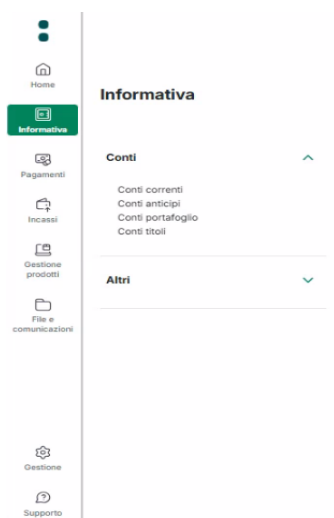 Home
Informativa
Pagamenti
Incassi
Gestione
prodotti
File e
comunicazioni
Gestione
Supporto
Informativa
Conti
Conti correnti
Conti anticipi
Conti portafoglio
Conti titoli
Altri